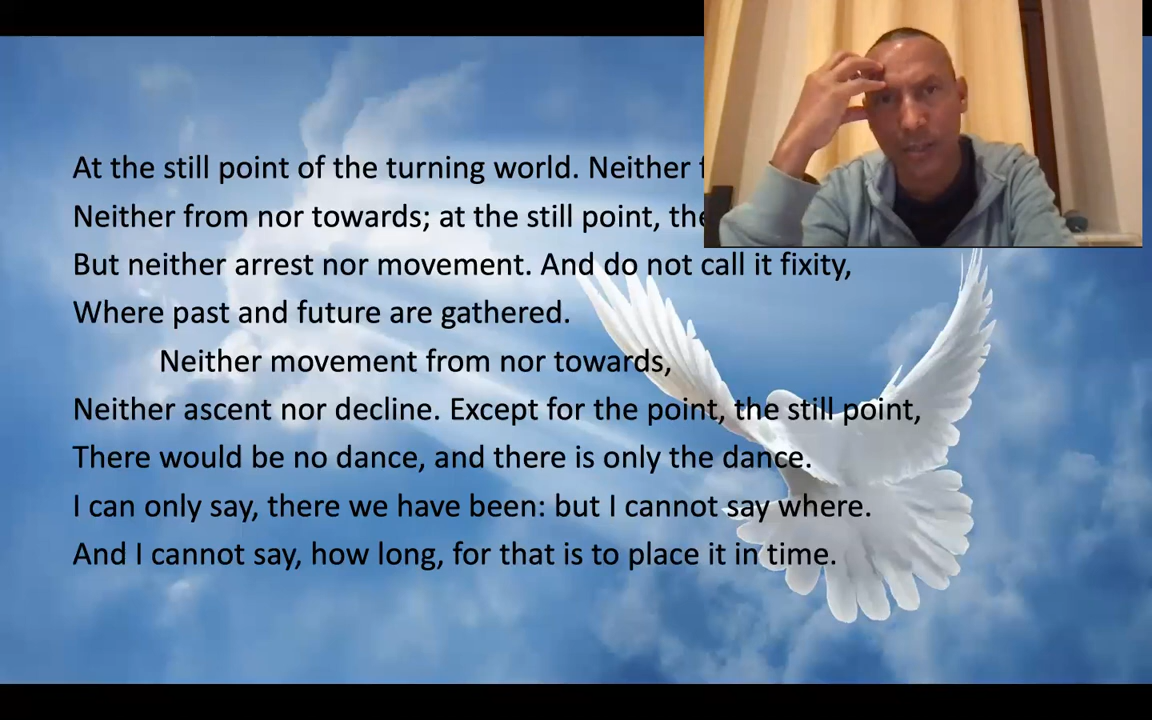 At the still point of the turning world. Neither
Neither from nor towards; at the still point,
But neither arrest nor movement. And do not call it fixity,
Where past and future are gathered.
Neither movement from nor towards,
Neither ascent nor decline. Except for the point, the still point,
There would be no dance, and there is only the dance.
I can only say, there we have been: but I cannot say where.
And I cannot say, how long, for that is to place it in time.